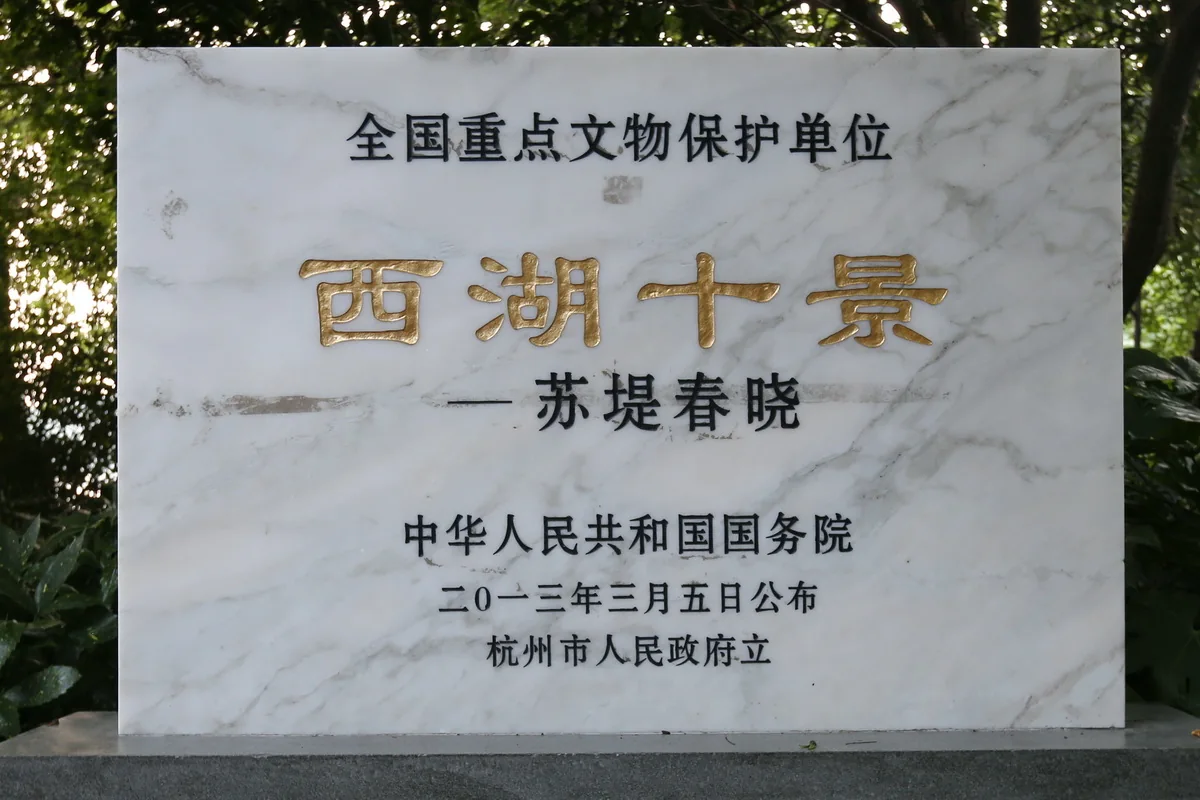 全国重点文物保护单位
西湖十景
—苏堤春晓
中华人民共和国国务院
二0一三年三月五日公布
杭州市人民政府立